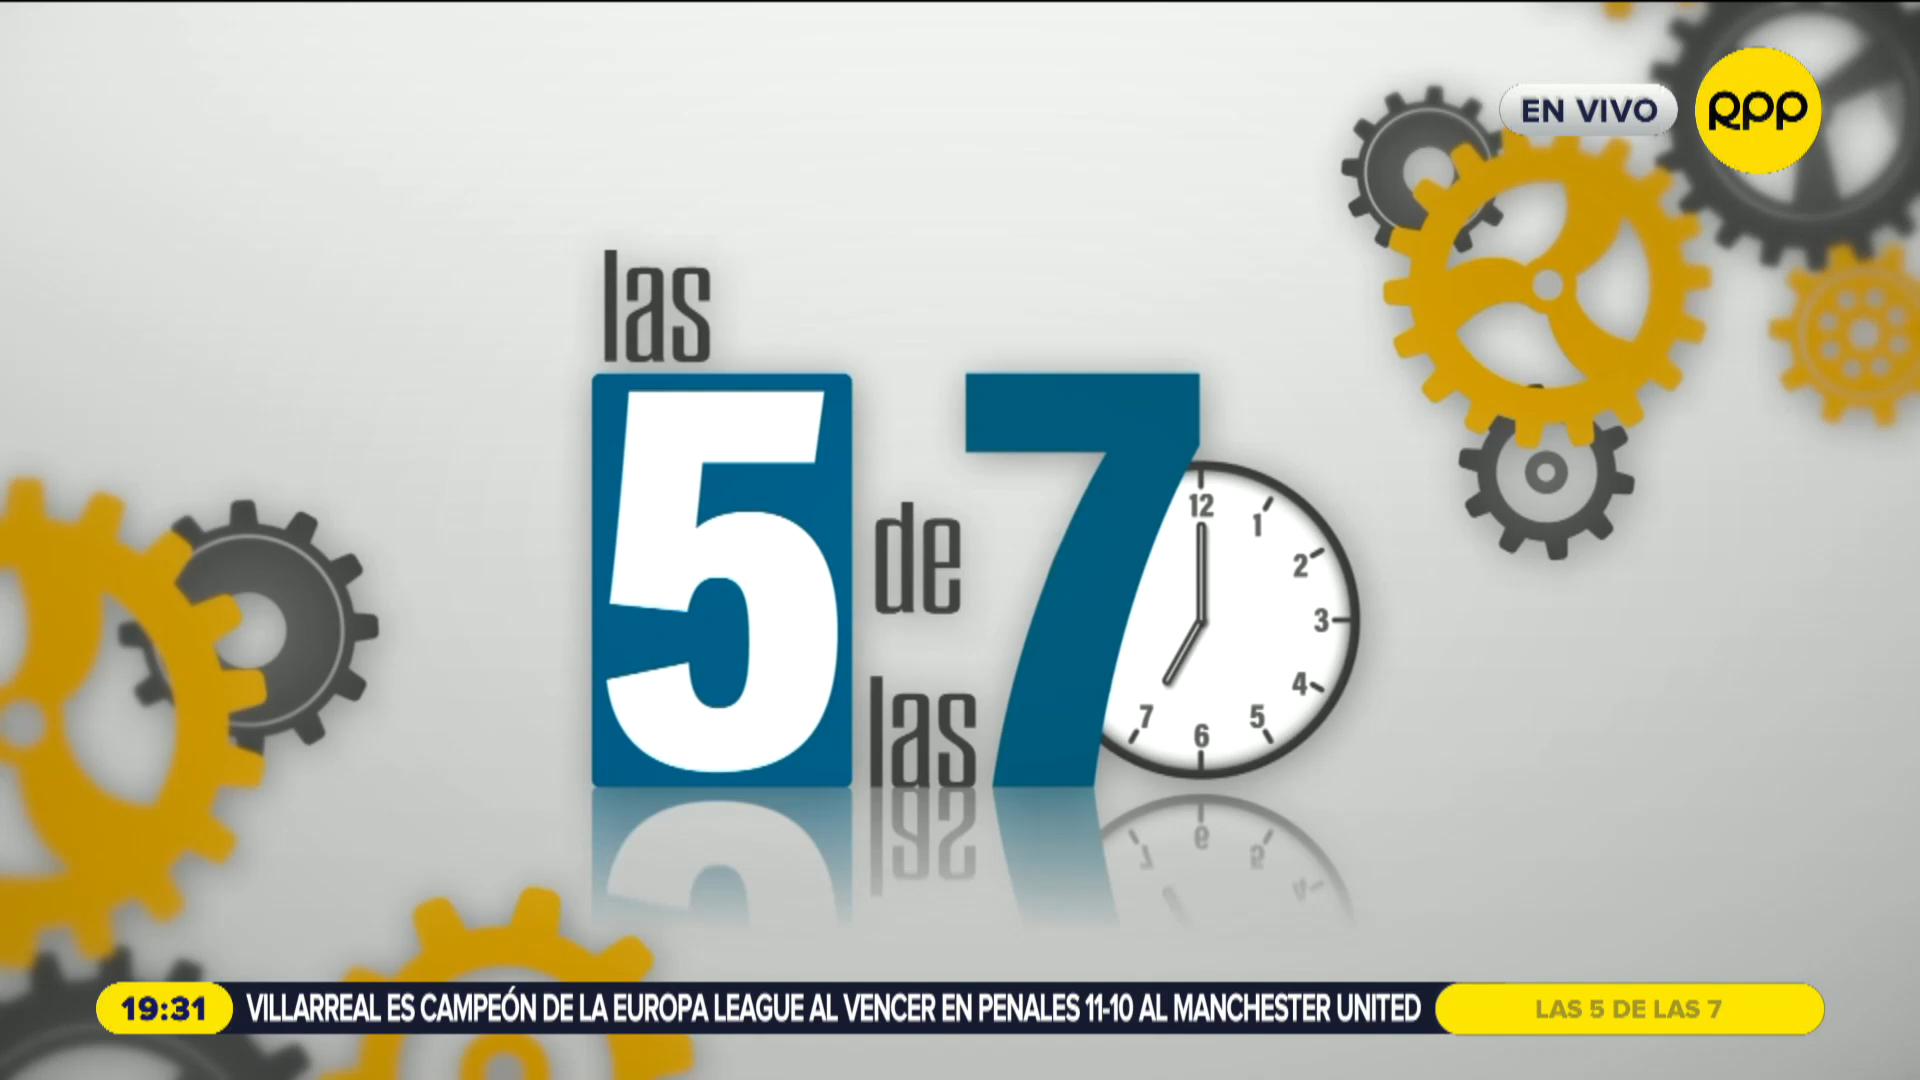 EN VIVO
rpp
las
5
de
las
7
12
1
2
3
4
5
6
7
19:31
VILLARREAL ES CAMPEÓN DE LA EUROPA LEAGUE AL VENCER EN PENALES 11-10 AL MANCHESTER UNITED
LAS 5 DE LAS 7